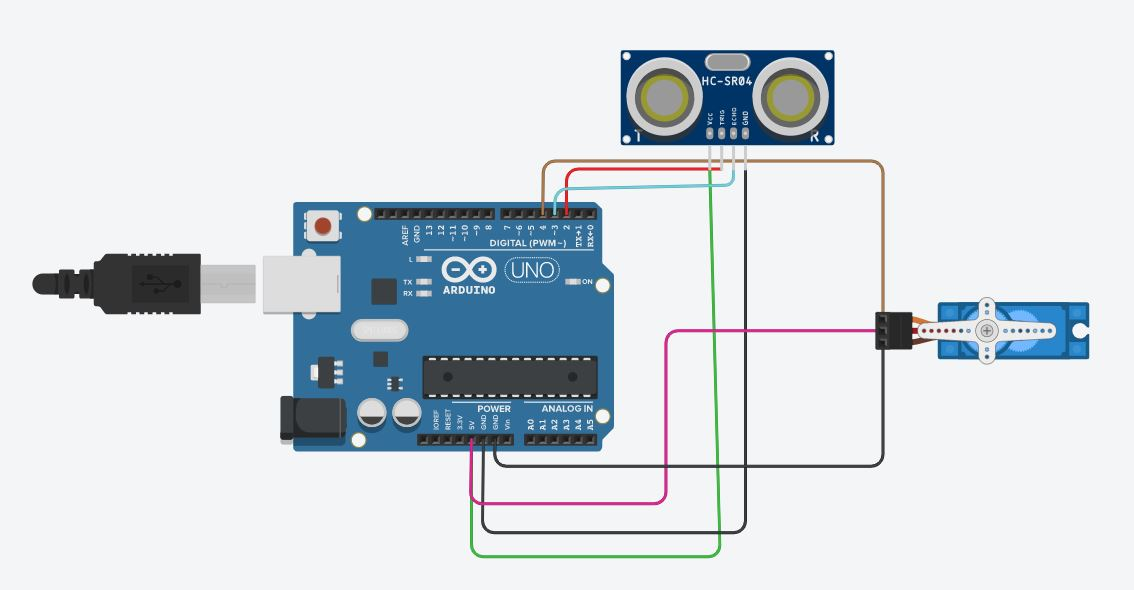 HC-SR04
VCC
TRIG
ECHO
GND
T
R
AREF
GND
13
12
~11
~10
~9
8
7
~6
~5
4
~3
2
TX→1
RX←0
DIGITAL (PWM~)
L
TX
RX
ARDUINO
UNO
ON
POWER
ANALOG IN
IOREF
RESET
3.3V
5V
GND
GND
Vin
A0
A1
A2
A3
A4
A5